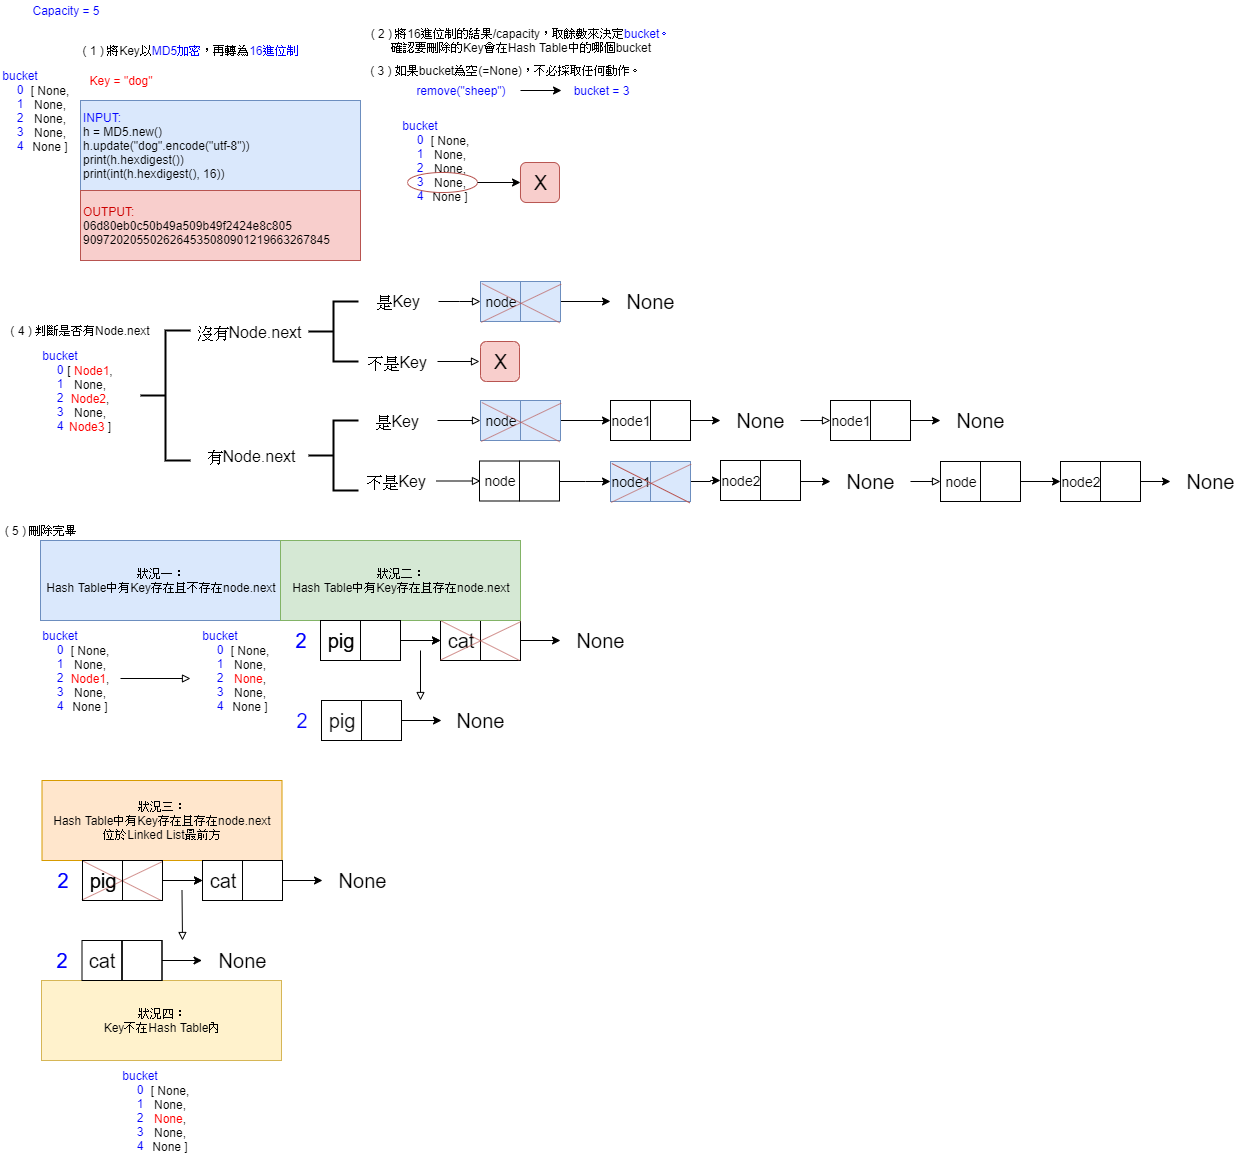 Capacity = 5
( 1 ) 將Key以MD5加密，再轉為16進位制
bucket
0 [ None,
1 None,
2 None,
3 None,
4 None ]
Key = "dog"
INPUT:
h = MD5.new()
h.update("dog".encode("utf-8"))
print(h.hexdigest())
print(int(h.hexdigest(), 16))
OUTPUT:
06d80eb0c50b49a509b49f2424e8c805
9097202055026264535080901219663267845
( 2 ) 將16進位制的結果/capacity，取餘數來決定bucket。
確認要刪除的Key會在Hash Table中的哪個bucket
( 3 ) 如果bucket為空(=None)，不必採取任何動作。
remove("sheep")
bucket = 3
bucket
0 [ None,
1 None,
2 None,
3 None,
4 None ]
X
( 4 ) 判斷是否有Node.next
bucket
0 [ Node1,
1 None,
2 Node2,
3 None,
4 Node3 ]
沒有Node.next
是Key
node
None
不是Key
X
有Node.next
是Key
node
node1
None
node1
None
不是Key
node
node1
node2
None
node
node2
None
( 5 ) 刪除完畢
狀況一：
Hash Table中有Key存在且不存在node.next
bucket
0 [ None,
1 None,
2 Node1,
3 None,
4 None ]
bucket
0 [ None,
1 None,
2 None,
3 None,
4 None ]
狀況二：
Hash Table中有Key存在且存在node.next
2
pig
cat
None
2
pig
None
狀況三：
Hash Table中有Key存在且存在node.next
位於Linked List最前方
2
pig
cat
None
2
cat
None
狀況四：
Key不在Hash Table內
bucket
0 [ None,
1 None,
2 None,
3 None,
4 None ]